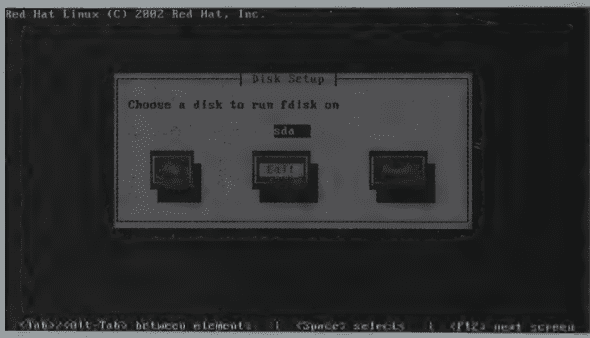 Red Hat Linux (C) 2002 Red Hat, Inc.
Disk Setup
Choose a disk to run fdisk on
sda
Edit
<Tab>/<Alt-Tab> between elements | <Space> selects | <F12> next screen